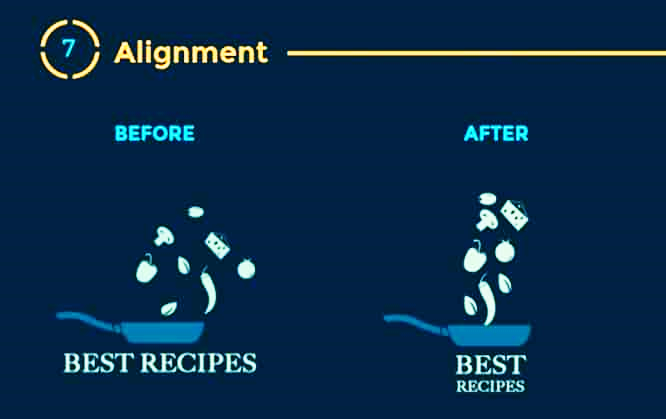 7
Alignment
BEFORE
AFTER
BEST RECIPES
BEST
RECIPES